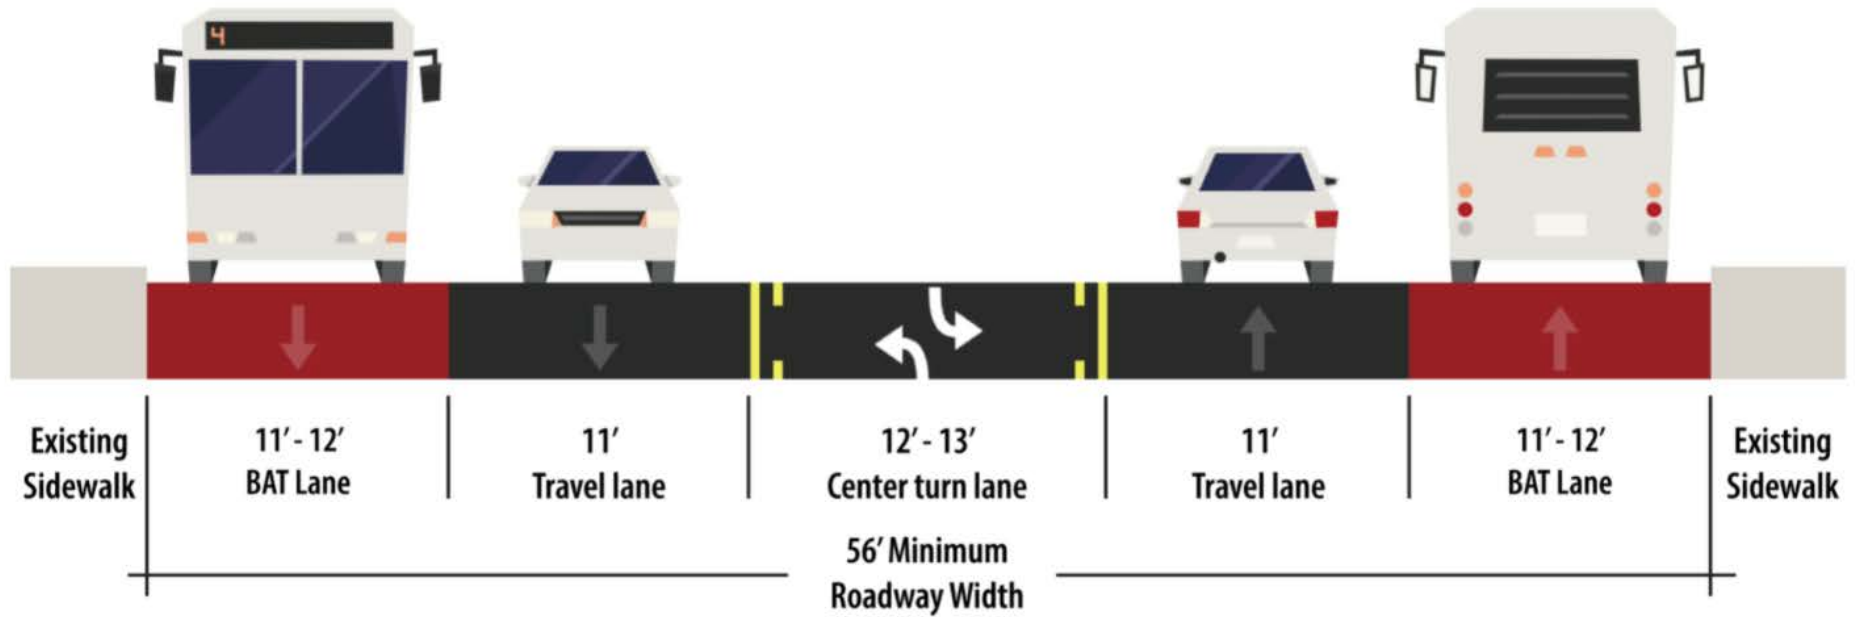 4
Existing
Sidewalk
11′ - 12′
BAT Lane
11′
Travel lane
12′ - 13′
Center turn lane
11′
Travel lane
11′ - 12′
BAT Lane
Existing
Sidewalk
56′ Minimum
Roadway Width